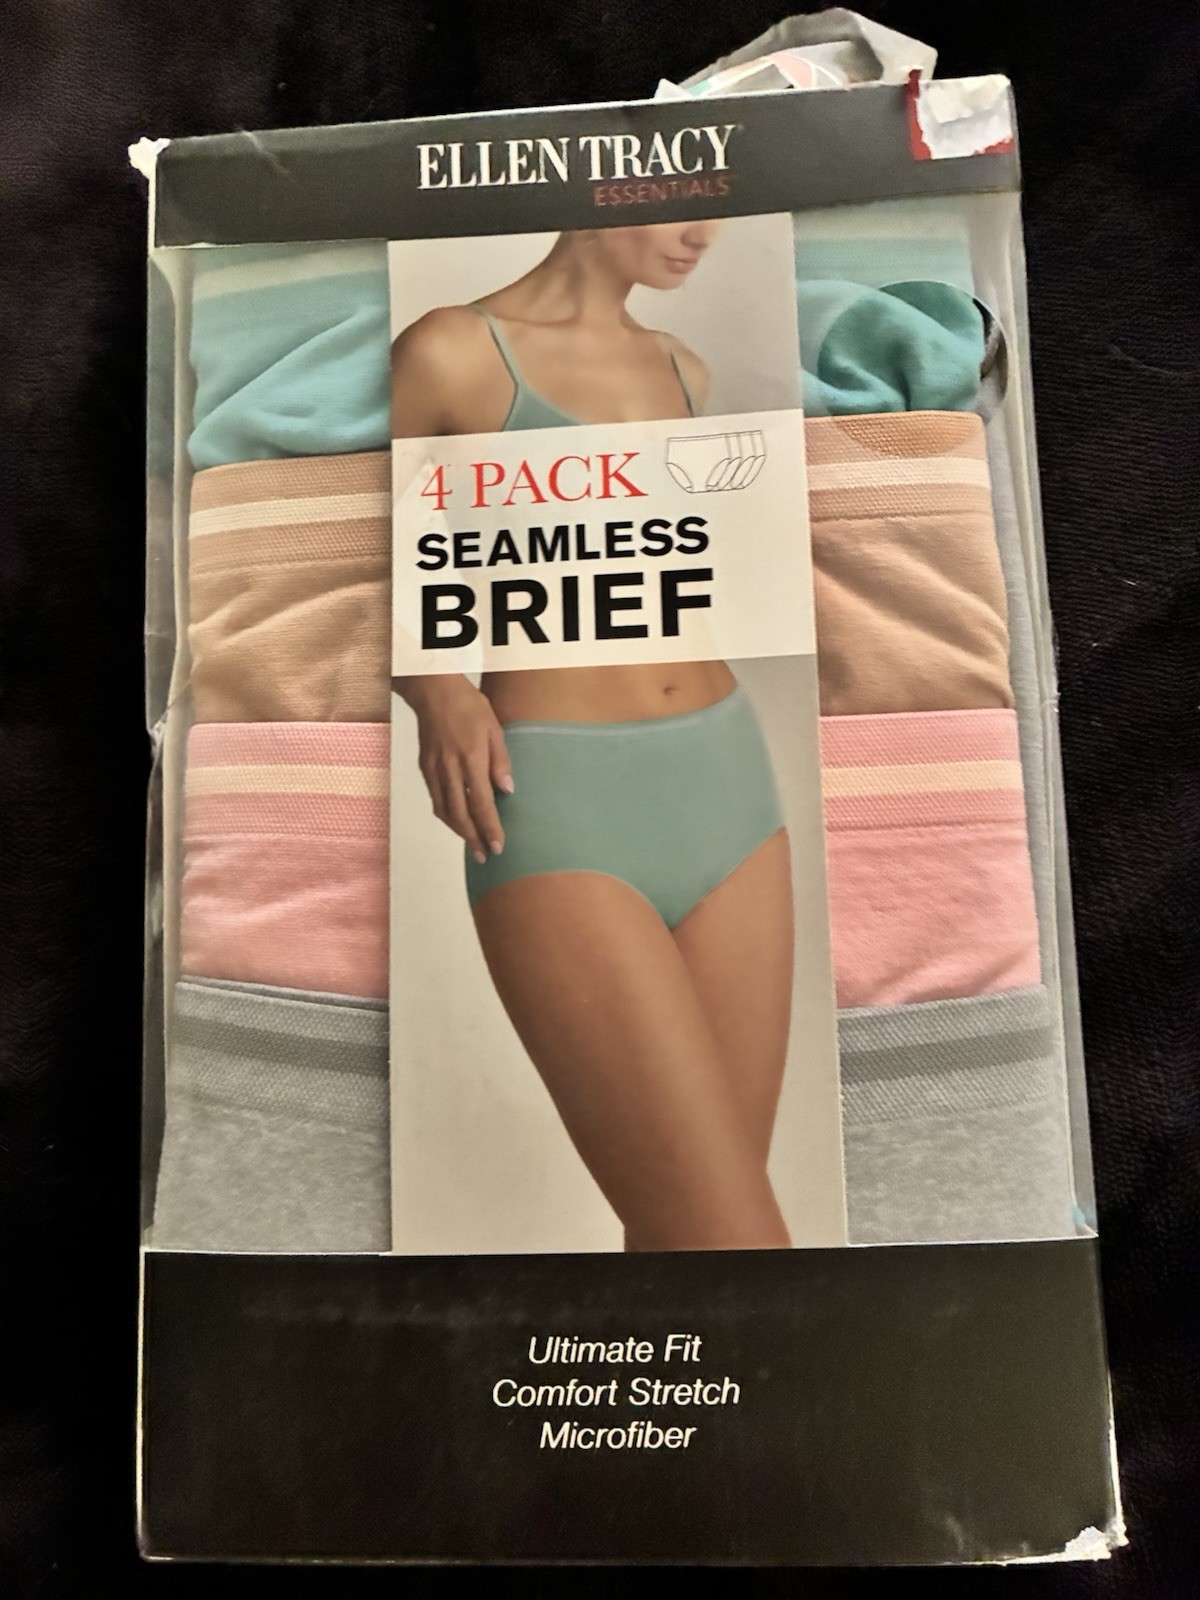 ELLEN TRACY
ESSENTIALS
4 PACK
SEAMLESS
BRIEF
Ultimate Fit
Comfort Stretch
Microfiber